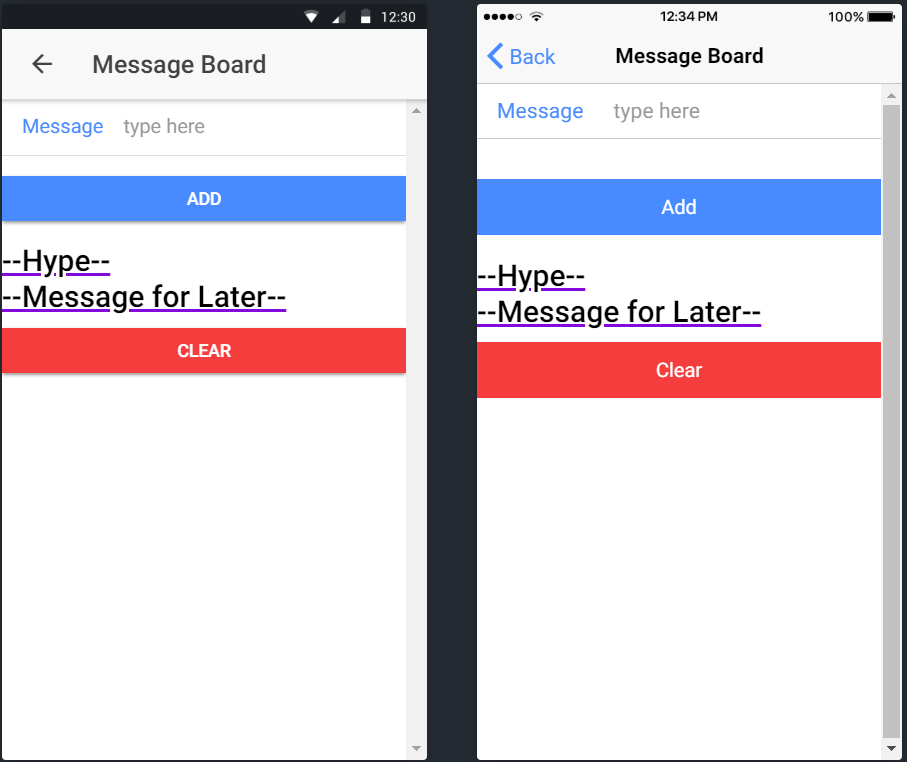 12:30
Message Board
Message type here
ADD
--Hype--
--Message for Later--
CLEAR
12:34 PM 100%
Back Message Board
Message type here
Add
--Hype--
--Message for Later--
Clear